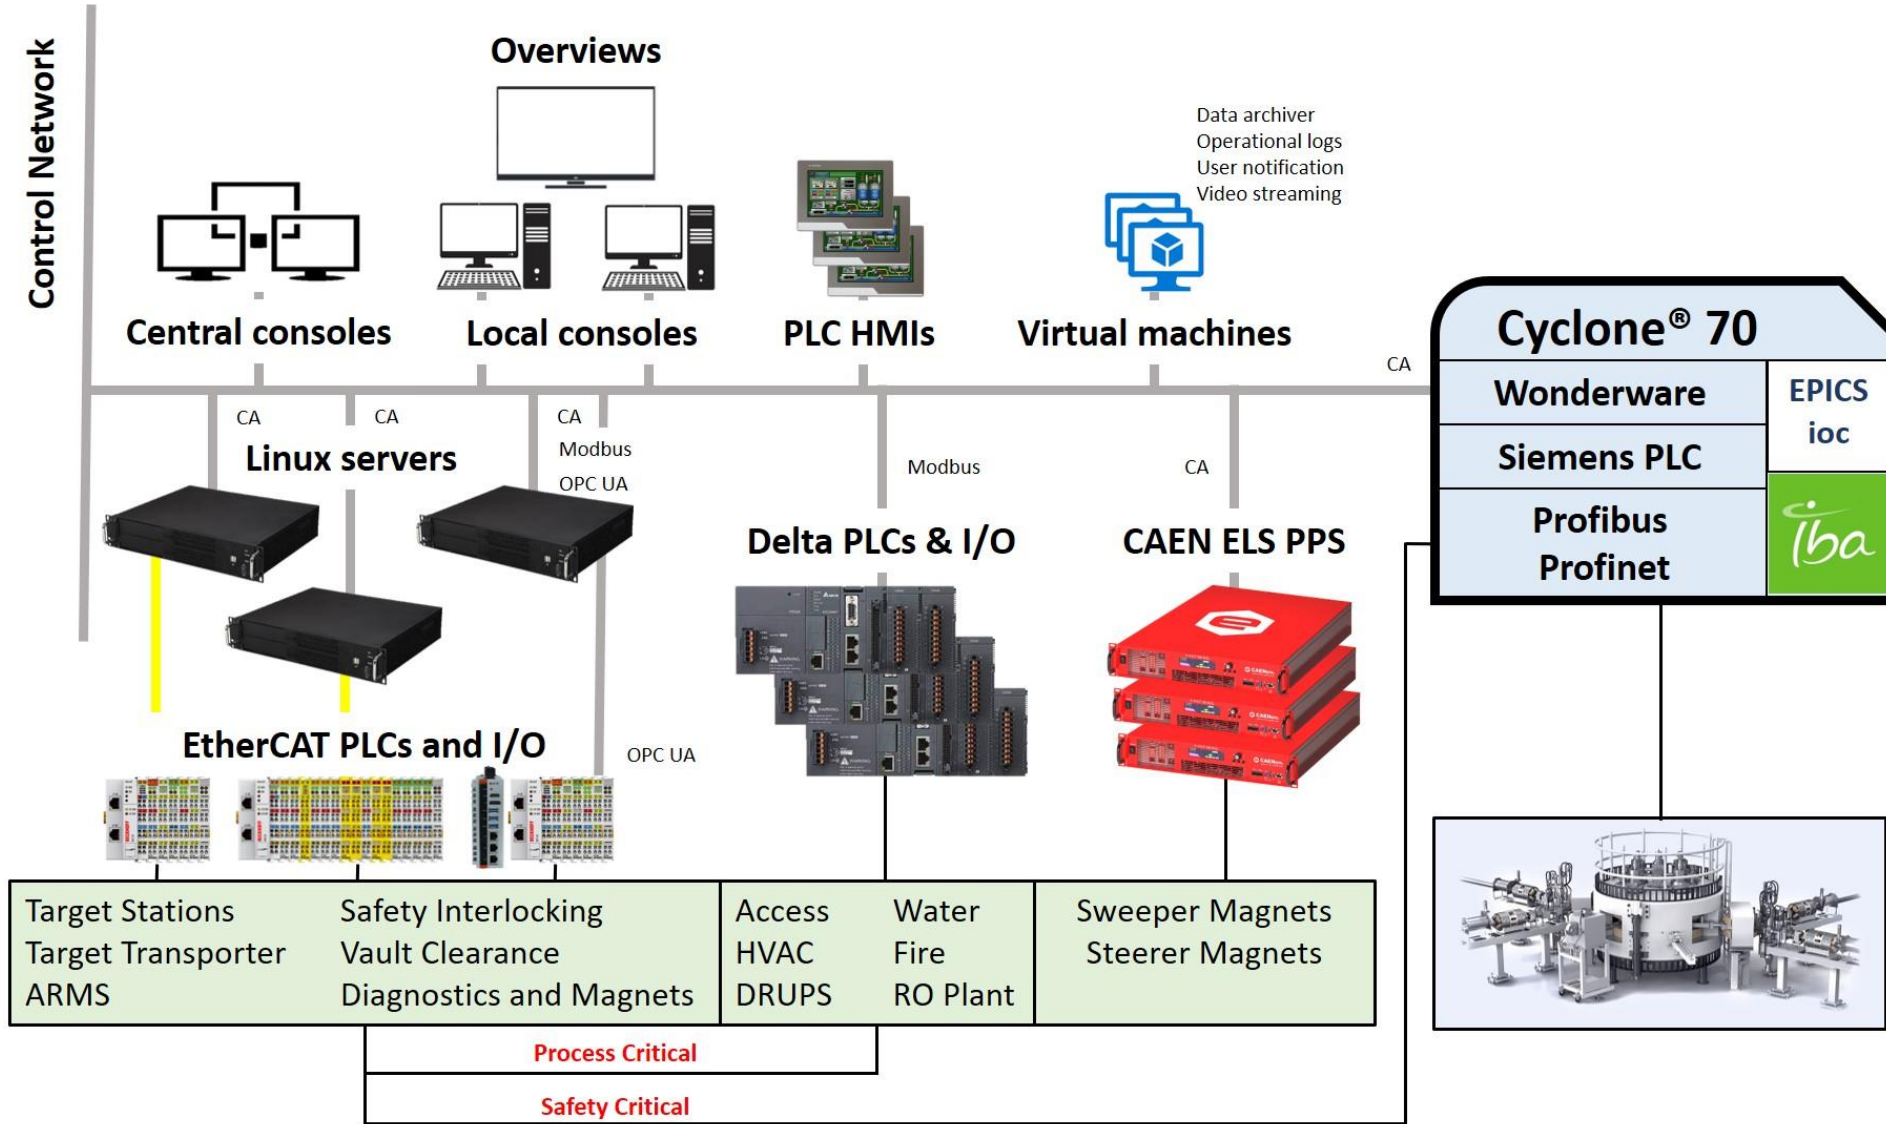 Control Network
Overviews
Data archiver
Operational logs
User notification
Video streaming
Central consoles
Local consoles
PLC HMIs
Virtual machines
CA
Cyclone® 70
Wonderware
Siemens PLC
Profibus
Profinet
EPICS
ioc
iba
CA
CA
CA
Modbus
OPC UA
Linux servers
Modbus
CA
Delta PLCs & I/O
CAEN ELS PPS
EtherCAT PLCs and I/O
OPC UA
Target Stations
Target Transporter
ARMS
Safety Interlocking
Vault Clearance
Diagnostics and Magnets
Access
HVAC
DRUPS
Water
Fire
RO Plant
Sweeper Magnets
Steerer Magnets
Process Critical
Safety Critical